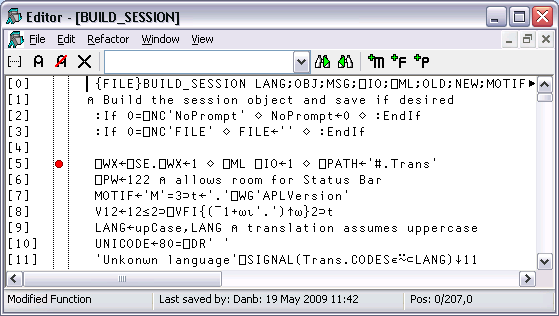 Editor - [BUILD_SESSION]
File Edit Refactor Window View Help
[···] ⍝ ⍝ +M +F +P
[0] {FILE}BUILD_SESSION LANG;OBJ;MSG;⎕IO;⎕ML;OLD;NEW;MOTIF
[1] ⍝ Build the session object and save if desired
[2] :If 0=⎕NC'NoPrompt' ⋄ NoPrompt←0 ⋄ :EndIf
[3] :If 0=⎕NC'FILE' ⋄ FILE←'' ⋄ :EndIf
[4]
[5] ⎕WX←⎕SE.⎕WX←1 ⋄ ⎕ML ⎕IO←1 ⋄ ⎕PATH←'#.Trans'
[6] ⎕PW←122 ⍝ allows room for Status Bar
[7] MOTIF←'M'=3⊃t←'.'⎕WG'APLVersion'
[8] V12←12≤2⊃⎕VFI{(¯1+⍵⍳'.')↑⍵}2⊃t
[9] LANG←upCase,LANG ⍝ translation assumes uppercase
[10] UNICODE←80=⎕DR' '
[11] 'Unkonwn language'⎕SIGNAL(Trans.CODES∊⍨⊂LANG)↓11
Modified Function Last saved by: Danb: 19 May 2009 11:42 Pos: 0/207,0